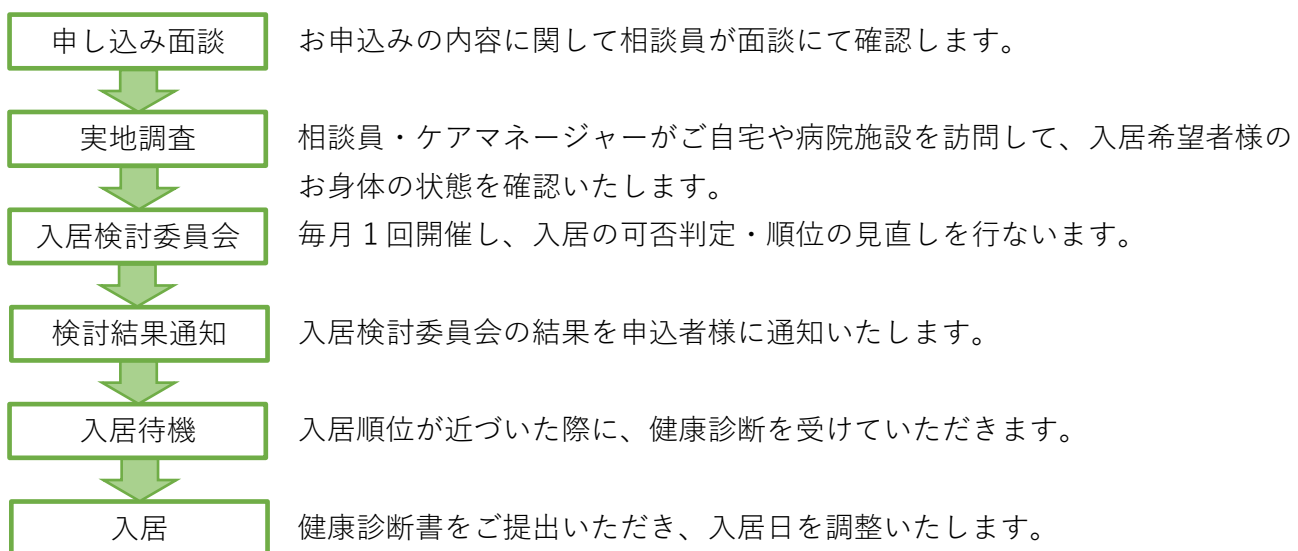 申し込み面談 お申込みの内容に関して相談員が面談にて確認します。
実地調査 相談員・ケアマネージャーがご自宅や病院施設を訪問して、入居希望者様の
お身体の状態を確認いたします。
入居検討委員会 毎月1回開催し、入居の可否判定・順位の見直しを行ないます。
検討結果通知 入居検討委員会の結果を申込者様に通知いたします。
入居待機 入居順位が近づいた際に、健康診断を受けていただきます。
入居 健康診断書をご提出いただき、入居日を調整いたします。